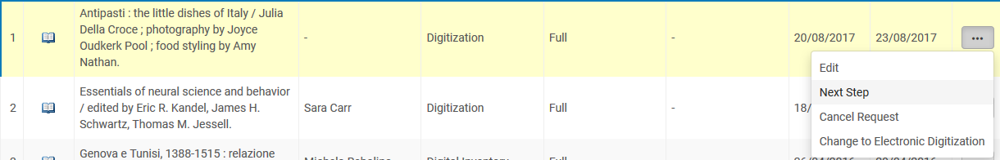 1 Antipasti : the little dishes of Italy / Julia
Della Croce ; photography by Joyce
Oudkerk Pool ; food styling by Amy
Nathan. - Digitization Full - 20/08/2017 23/08/2017 •••
Edit
Next Step
Cancel Request
Change to Electronic Digitization
2 Essentials of neural science and behavior
/ edited by Eric R. Kandel, James H.
Schwartz, Thomas M. Jessell. Sara Carr Digitization Full - 18/
Genova e Tunisi, 1388-1515 : relazione